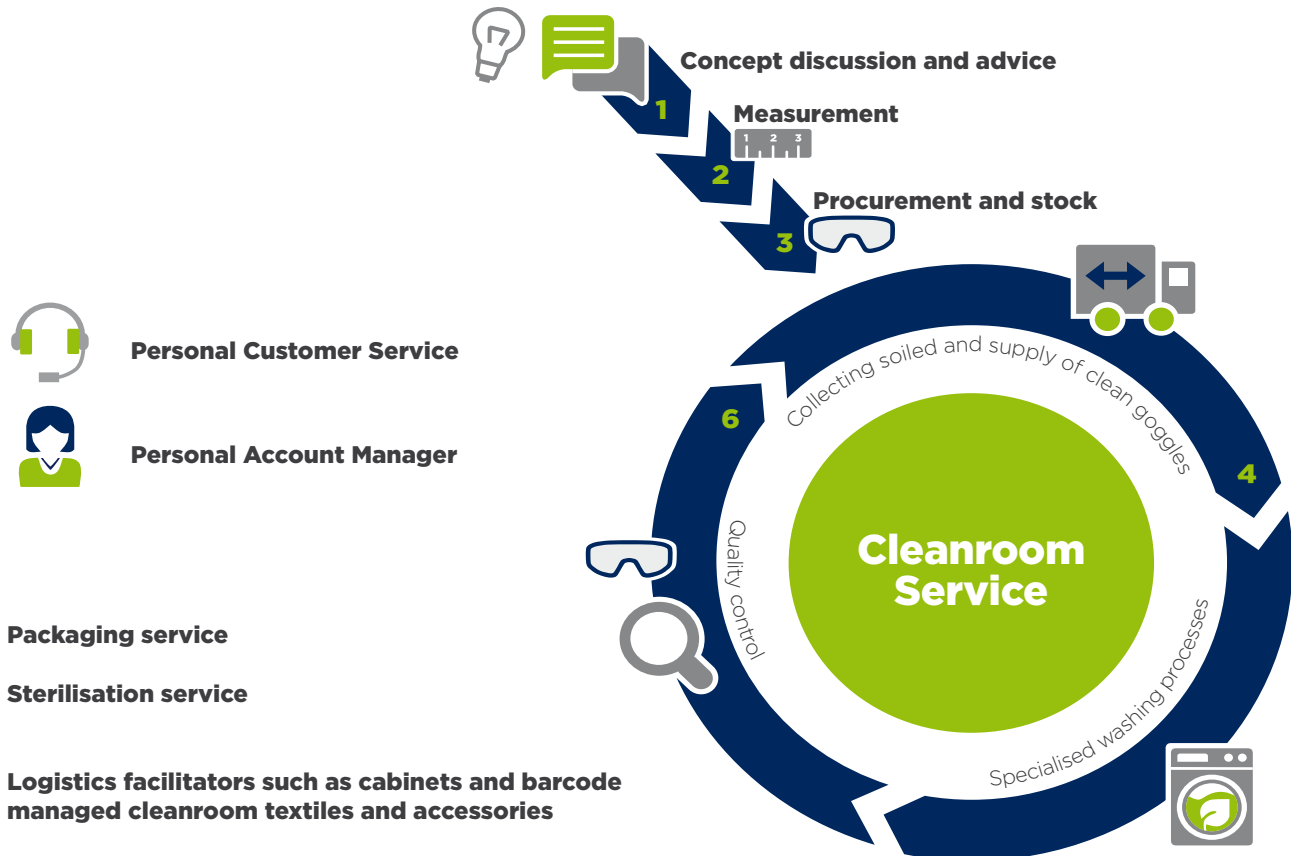 Concept discussion and advice
1
Measurement
1 2 3
2
Procurement and stock
3
Personal Customer Service
Collecting soiled and supply of clean goggles
6
Personal Account Manager
4
Cleanroom
Service
Quality control
Specialised washing processes
Packaging service
Sterilisation service
Logistics facilitators such as cabinets and barcode
managed cleanroom textiles and accessories